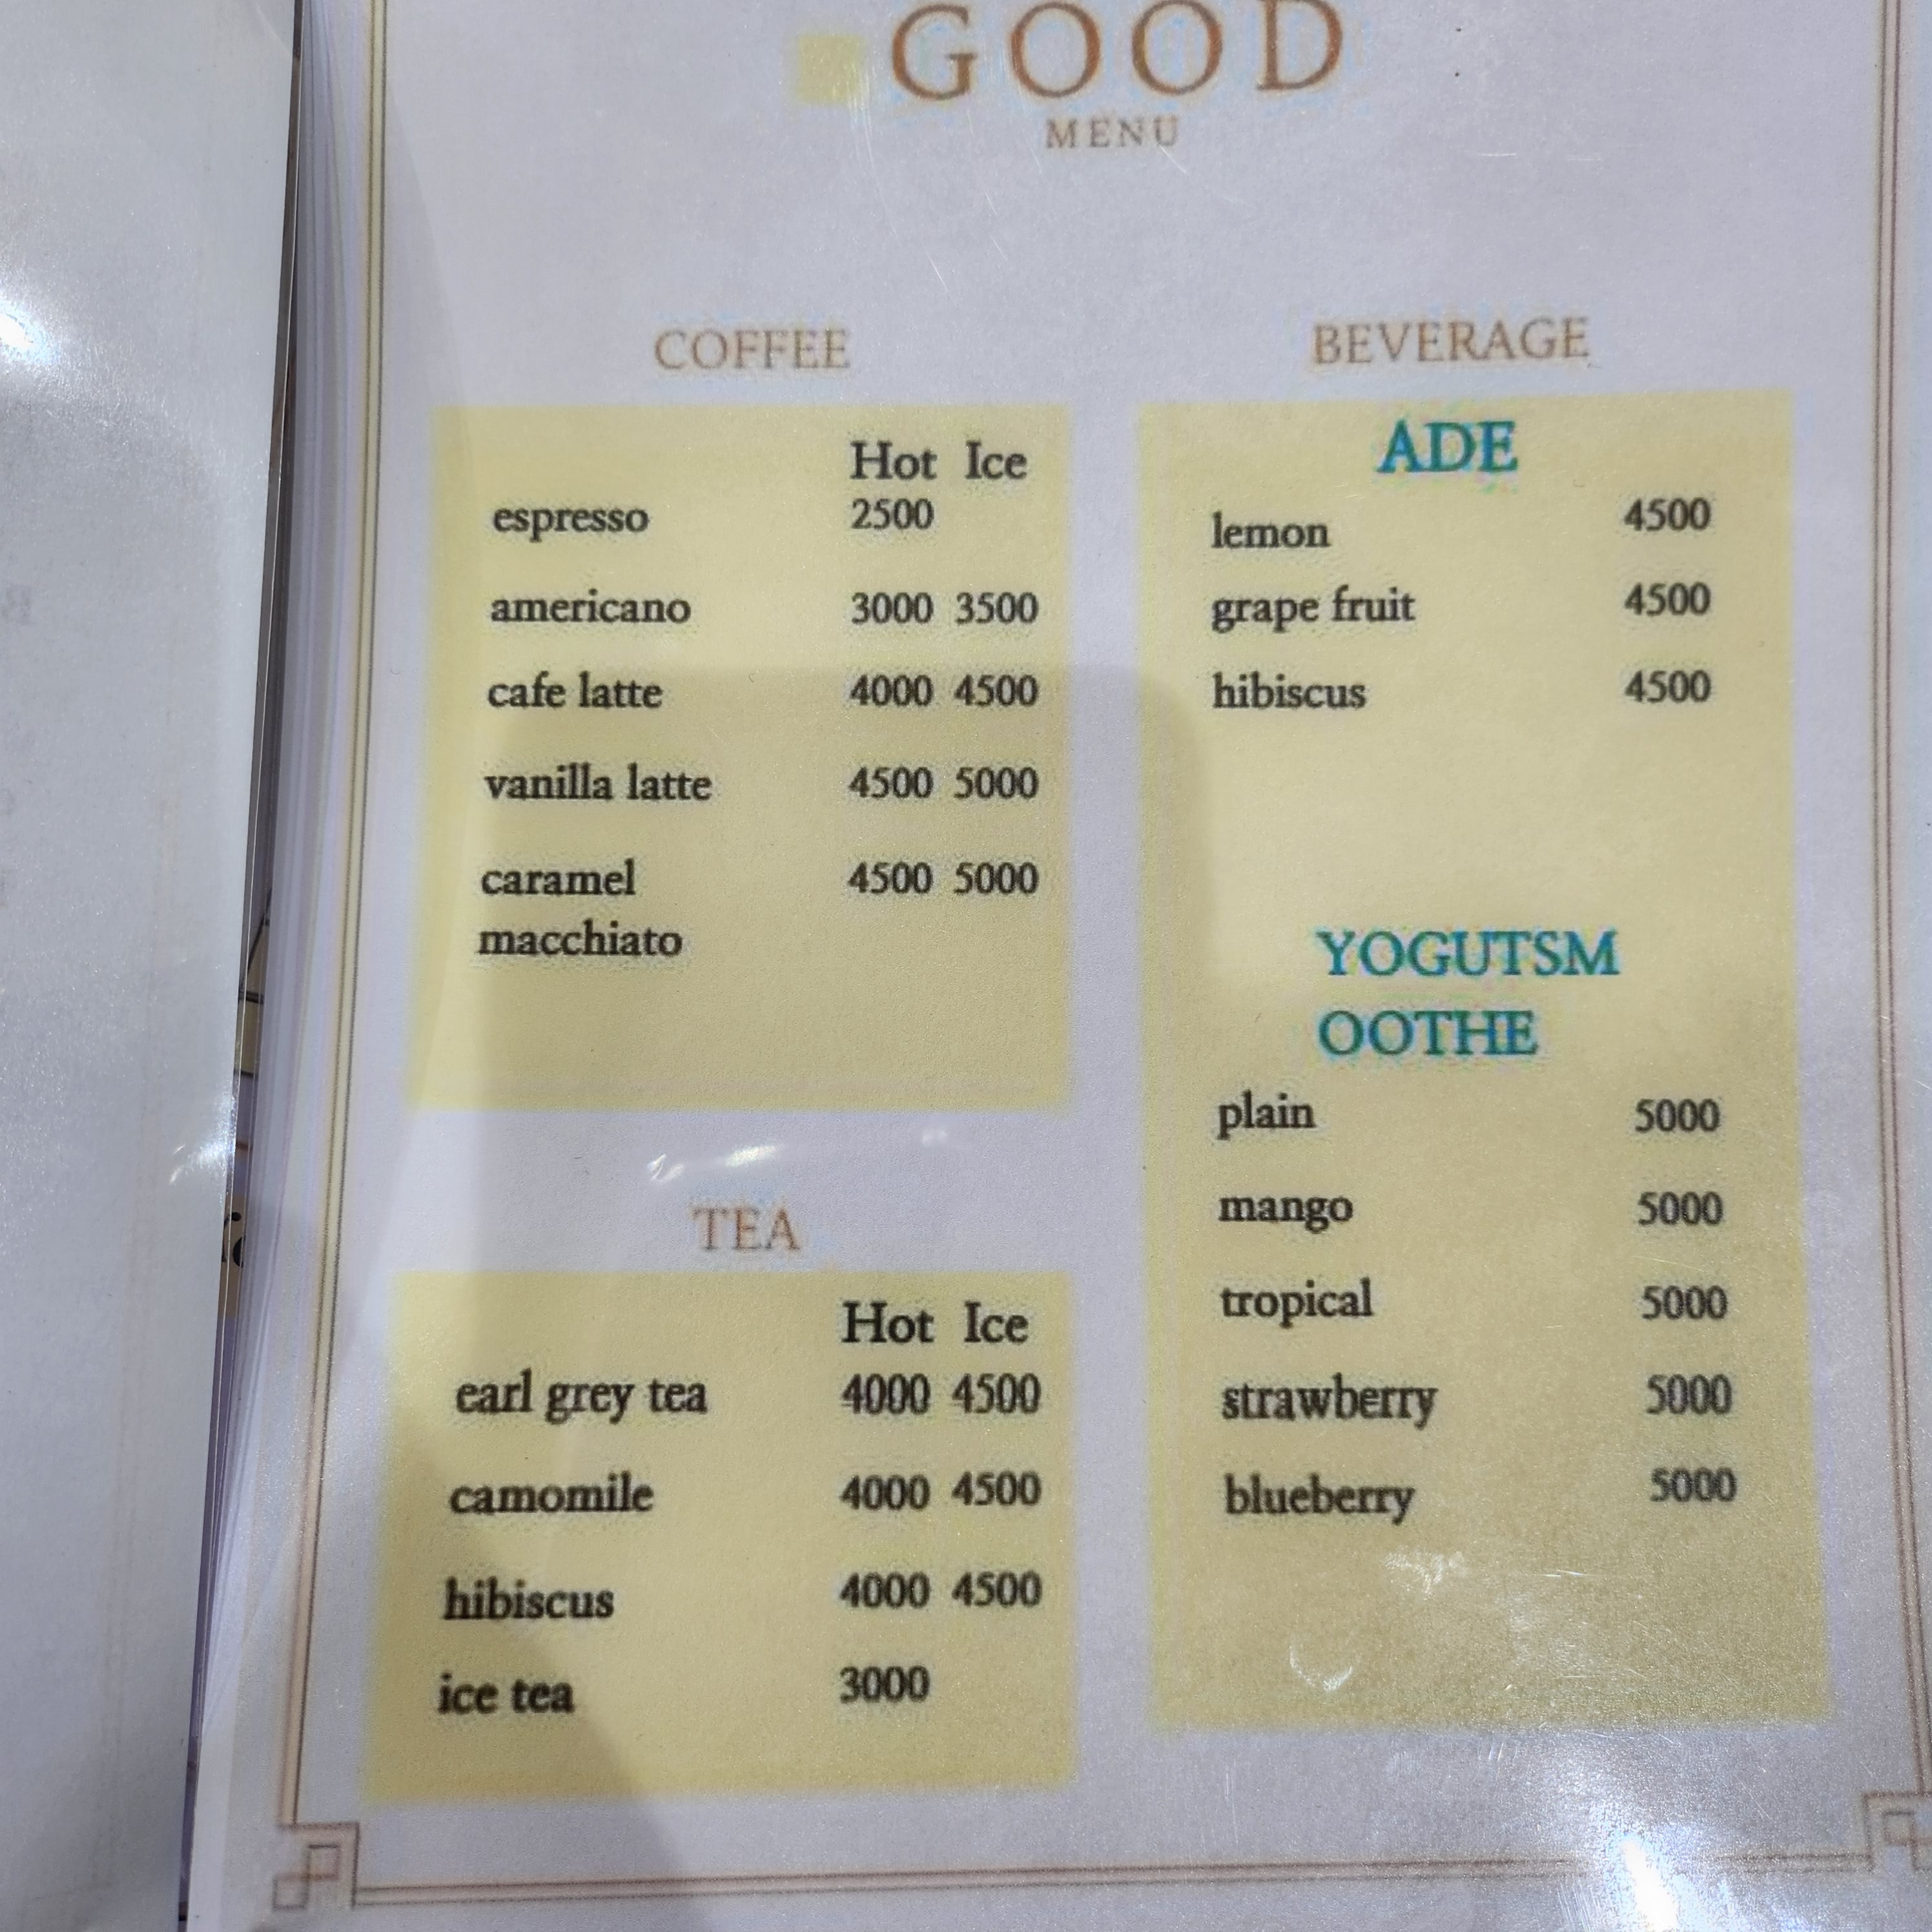 GOOD
MENU
COFFEE
Hot Ice
espresso 2500
americano 3000 3500
cafe latte 4000 4500
vanilla latte 4500 5000
caramel 4500 5000
macchiato
TEA
Hot Ice
earl grey tea 4000 4500
camomile 4000 4500
hibiscus 4000 4500
ice tea 3000
BEVERAGE
ADE
lemon 4500
grape fruit 4500
hibiscus 4500
YOGUTSM
OOTHE
plain 5000
mango 5000
tropical 5000
strawberry 5000
blueberry 5000